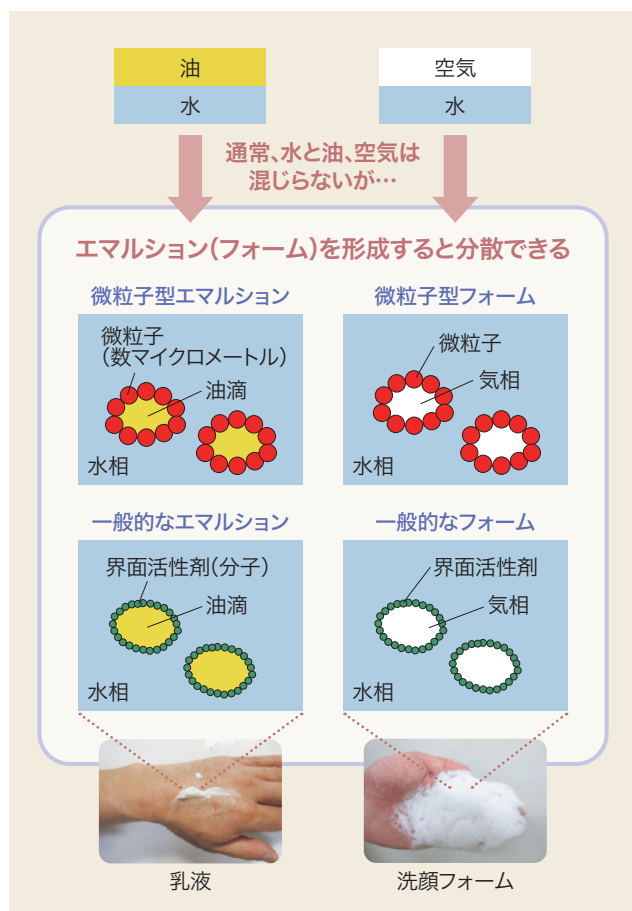 油
水
空気
水
通常、水と油、空気は
混じらないが…
エマルション(フォーム)を形成すると分散できる
微粒子型エマルション
微粒子
(数マイクロメートル)
油滴
水相
微粒子型フォーム
微粒子
気相
水相
一般的なエマルション
界面活性剤(分子)
油滴
水相
一般的なフォーム
界面活性剤
気相
水相
乳液
洗顔フォーム